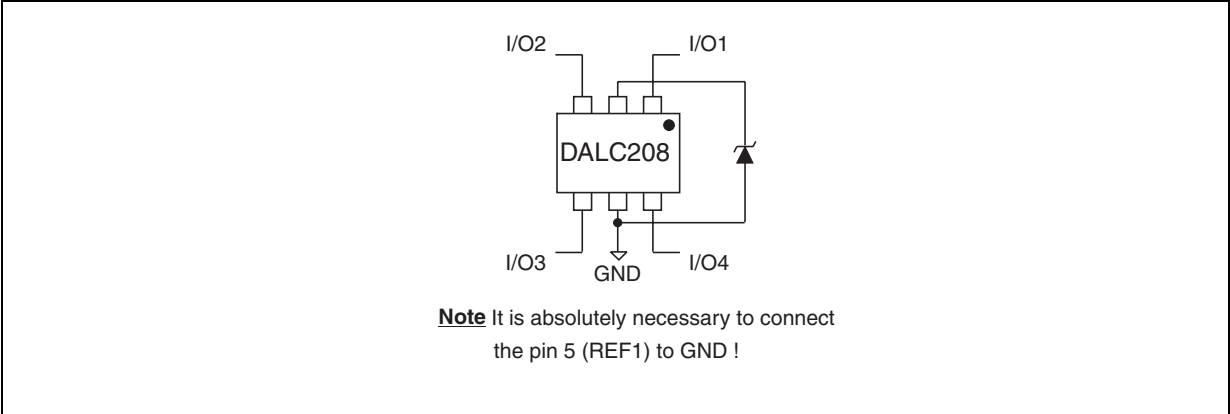 I/O2 I/O1
DALC208
I/O3 I/O4
GND
Note It is absolutely necessary to connect
the pin 5 (REF1) to GND !